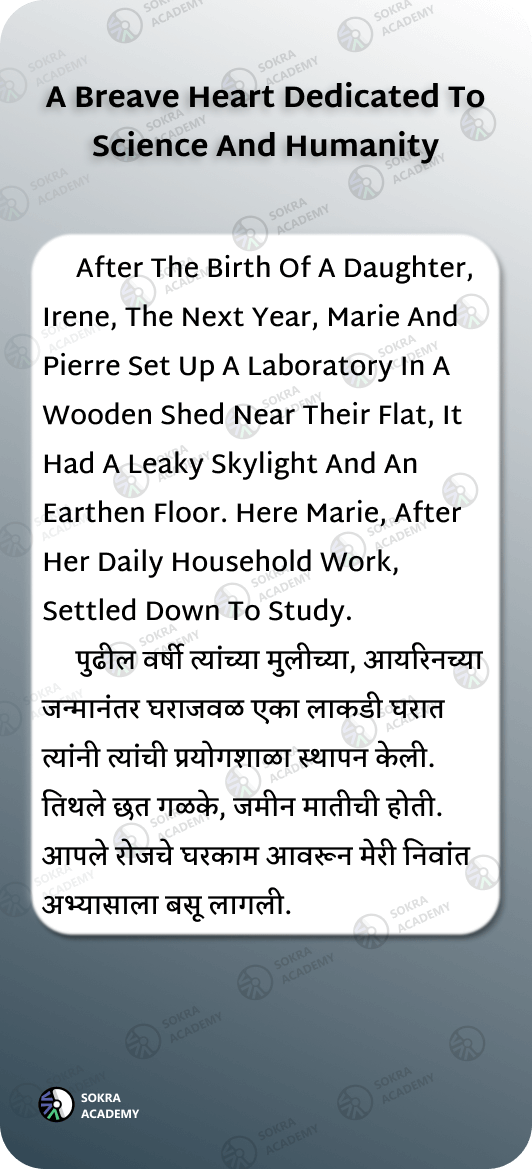 A Breave Heart Dedicated To
Science And Humanity
After The Birth Of A Daughter,
Irene, The Next Year, Marie And
Pierre Set Up A Laboratory In A
Wooden Shed Near Their Flat, It
Had A Leaky Skylight And An
Earthen Floor. Here Marie, After
Her Daily Household Work,
Settled Down To Study.
पुढील वर्षी त्यांच्या मुलीच्या, आयरिनच्या
जन्मानंतर घराजवळ एका लाकडी घरात
त्यांनी त्यांची प्रयोगशाळा स्थापन केली.
तिथले छत गळके, जमीन मातीची होती.
आपले रोजचे घरकाम आवरून मेरी निवांत
अभ्यासाला बसू लागली.
SOKRA
ACADEMY